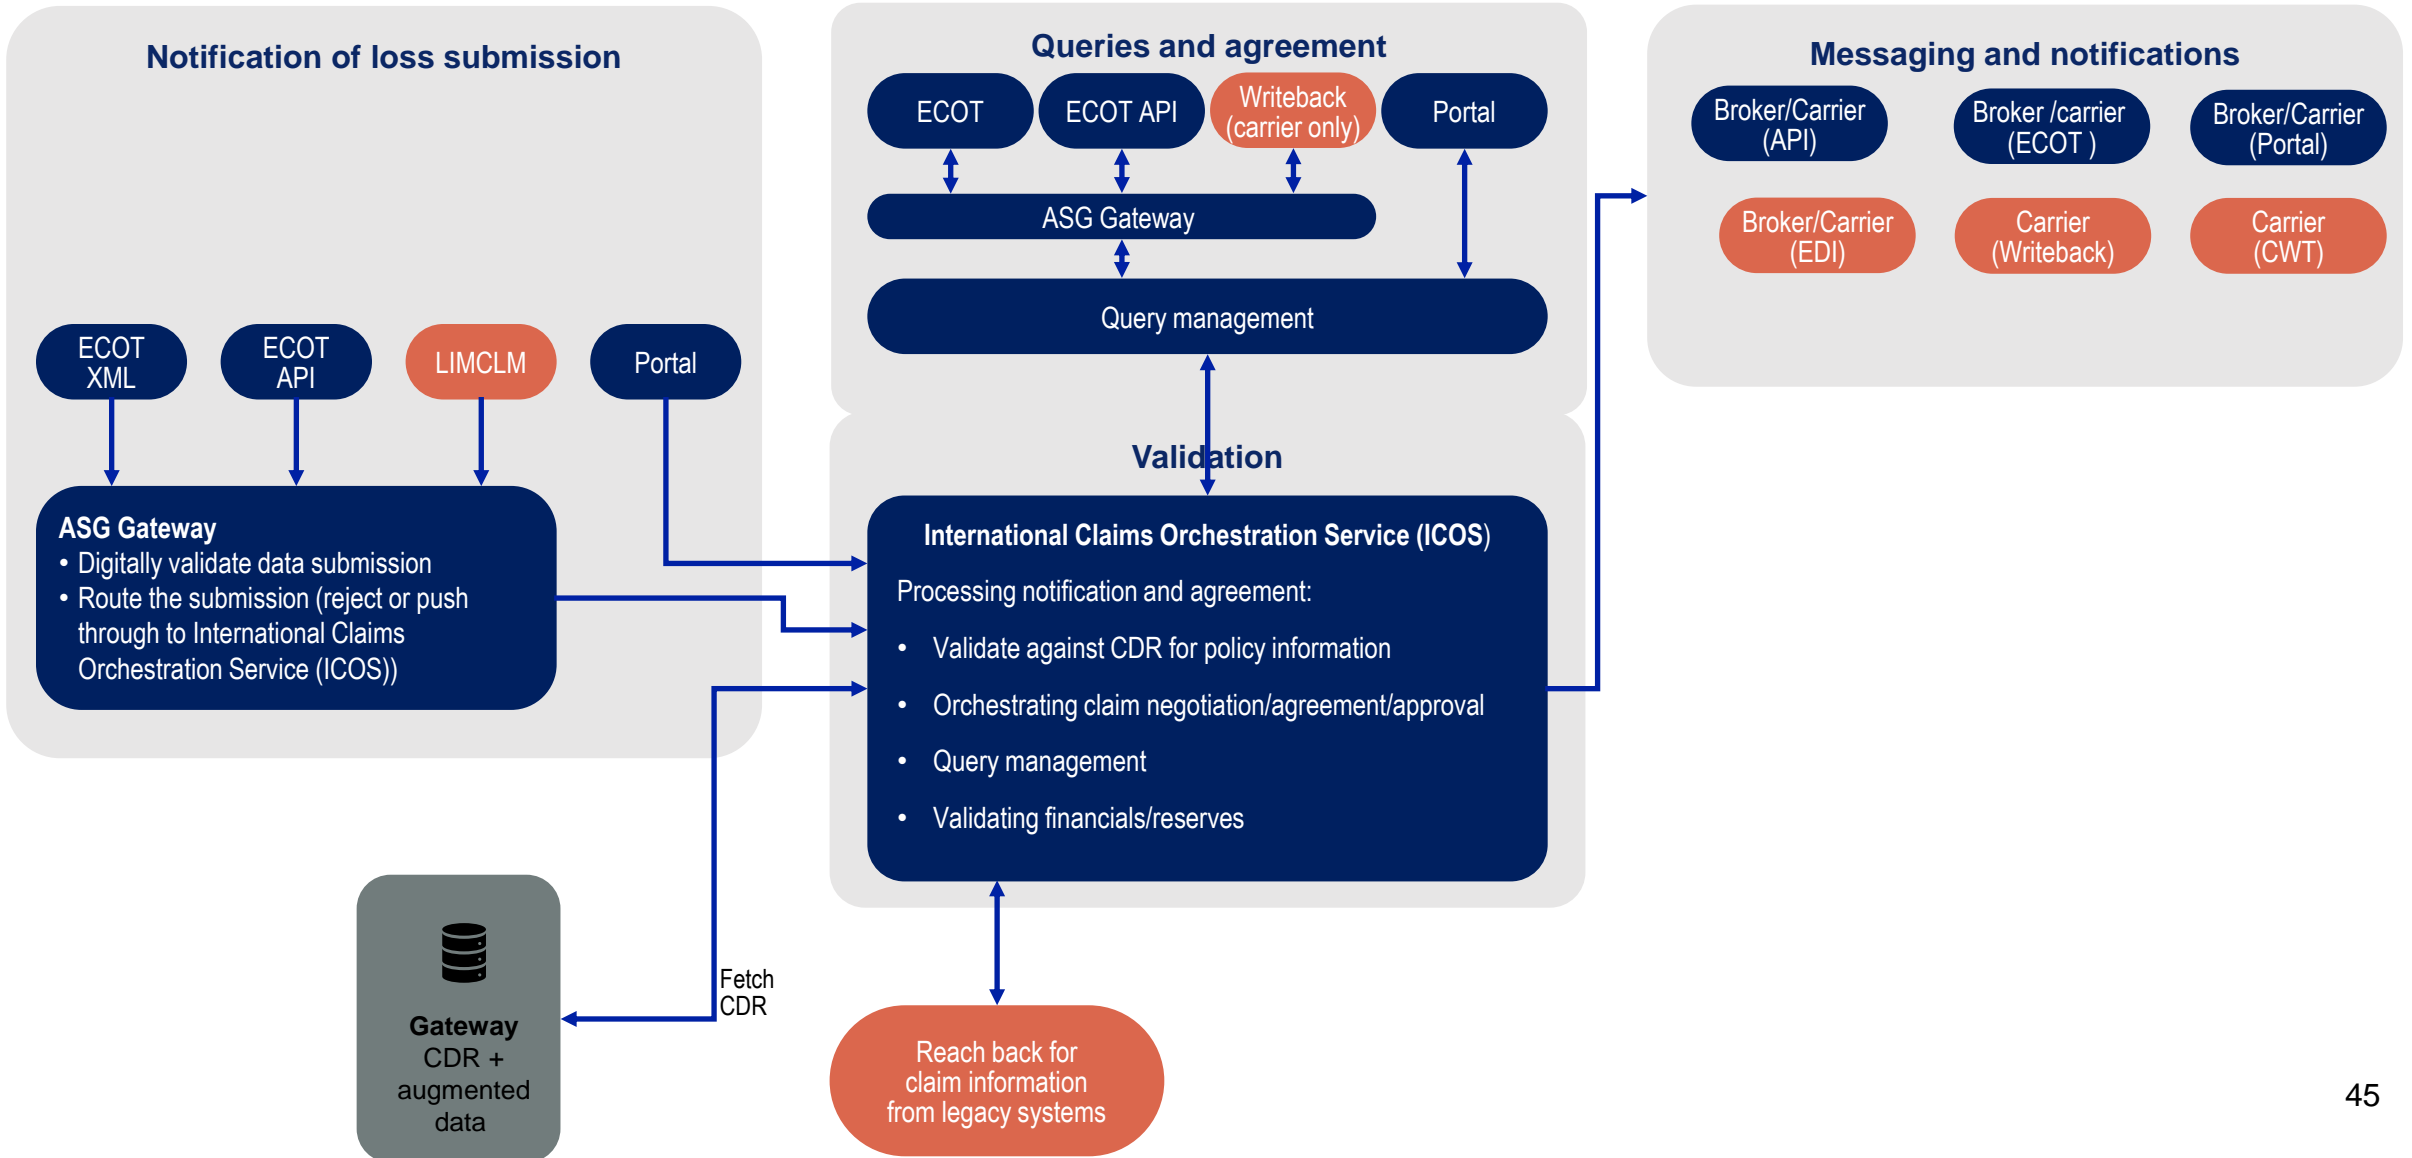 Notification of loss submission
ECOT
XML
ECOT
API
LIMCLM
Portal
ASG Gateway
• Digitally validate data submission
• Route the submission (reject or push
through to International Claims
Orchestration Service (ICOS))
Queries and agreement
ECOT
ECOT API
Writeback
(carrier only)
Portal
ASG Gateway
Query management
Validation
International Claims Orchestration Service (ICOS)
Processing notification and agreement:
• Validate against CDR for policy information
• Orchestrating claim negotiation/agreement/approval
• Query management
• Validating financials/reserves
Messaging and notifications
Broker/Carrier
(API)
Broker /carrier
(ECOT )
Broker/Carrier
(Portal)
Broker/Carrier
(EDI)
Carrier
(Writeback)
Carrier
(CWT)
Fetch
CDR
Gateway
CDR +
augmented
data
Reach back for
claim information
from legacy systems
45